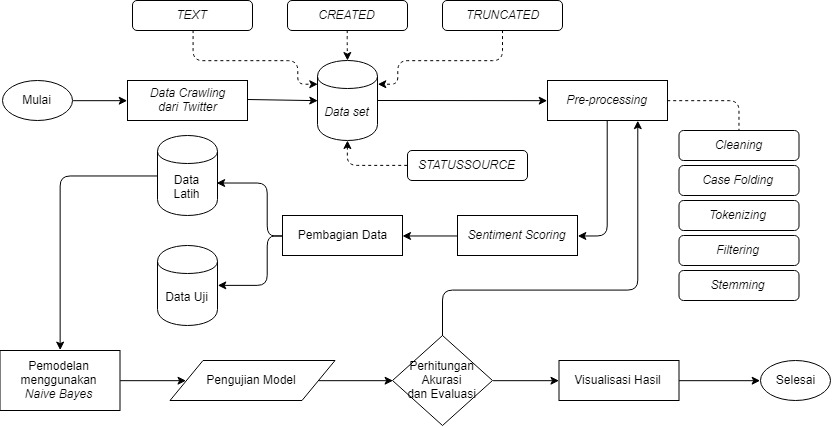 TEXT
CREATED
TRUNCATED
Mulai
Data Crawling
dari Twitter
Data set
Pre-processing
STATUSSOURCE
Cleaning
Case Folding
Tokenizing
Filtering
Stemming
Data
Latih
Pembagian Data
Sentiment Scoring
Data Uji
Pemodelan
menggunakan
Naive Bayes
Pengujian Model
Perhitungan
Akurasi
dan Evaluasi
Visualisasi Hasil
Selesai